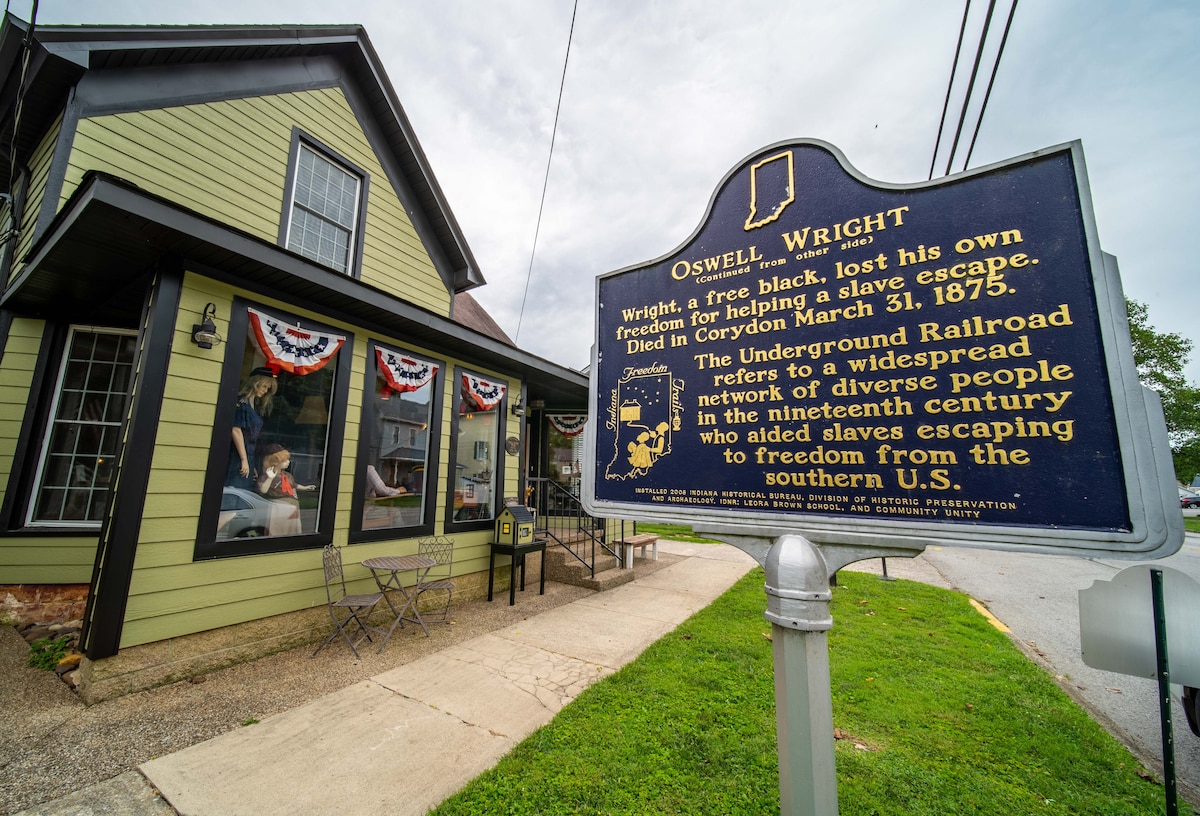 OSWELL WRIGHT
(Continued from other side)
Wright, a free black, lost his own
freedom for helping a slave escape.
Died in Corydon March 31, 1875.
The Underground Railroad
refers to a widespread
network of diverse people
in the nineteenth century
who aided slaves escaping
to freedom from the
southern U.S.
Indiana
Freedom
Trails
INSTALLED 2008 INDIANA HISTORICAL BUREAU, DIVISION OF HISTORIC PRESERVATION
AND ARCHAEOLOGY, IDNR; LEORA BROWN SCHOOL, AND COMMUNITY UNITY